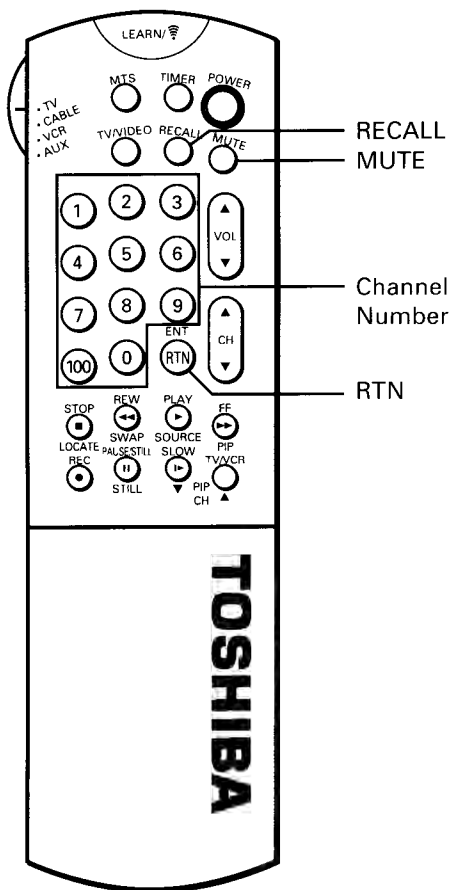 LEARN/
MTS TIMER POWER
• TV
• CABLE
• VCR
• AUX
TV/VIDEO RECALL MUTE
RECALL
MUTE
1 2 3
VOL
4 5 6
7 8 9
Channel
Number
ENT
CH
100 0 RTN
RTN
STOP REW PLAY FF
LOCATE SWAP SOURCE PIP
REC PAUSE/STILL SLOW TV/VCR
STILL PIP
CH
TOSHIBA